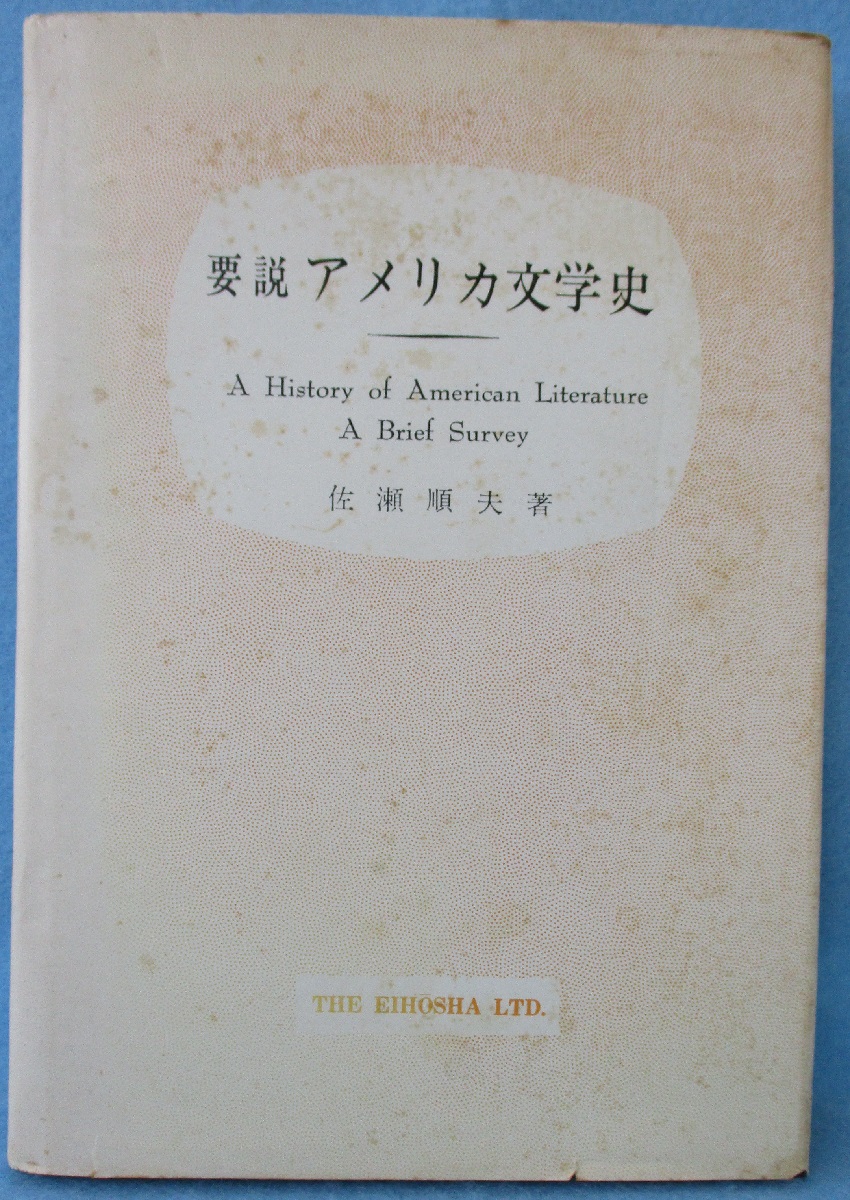 要説 アメリカ文学史
A History of American Literature
A Brief Survey
佐瀬順夫著
THE EIHŌSHA LTD.